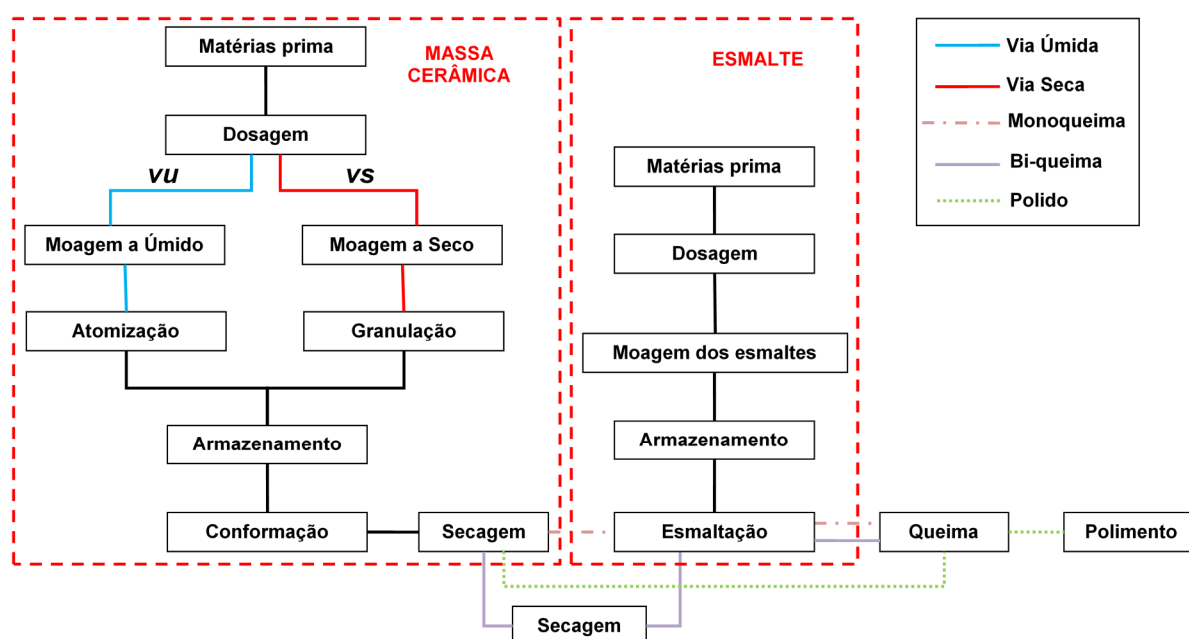 Matérias prima
MASSA
CERÂMICA
Dosagem
vu
vs
Moagem a Úmido
Moagem a Seco
Atomização
Granulação
Armazenamento
Conformação
Secagem
ESMALTE
Matérias prima
Dosagem
Moagem dos esmaltes
Armazenamento
Esmaltação
Queima
Polimento
Secagem
Via Úmida
Via Seca
Monoqueima
Bi-queima
Polido